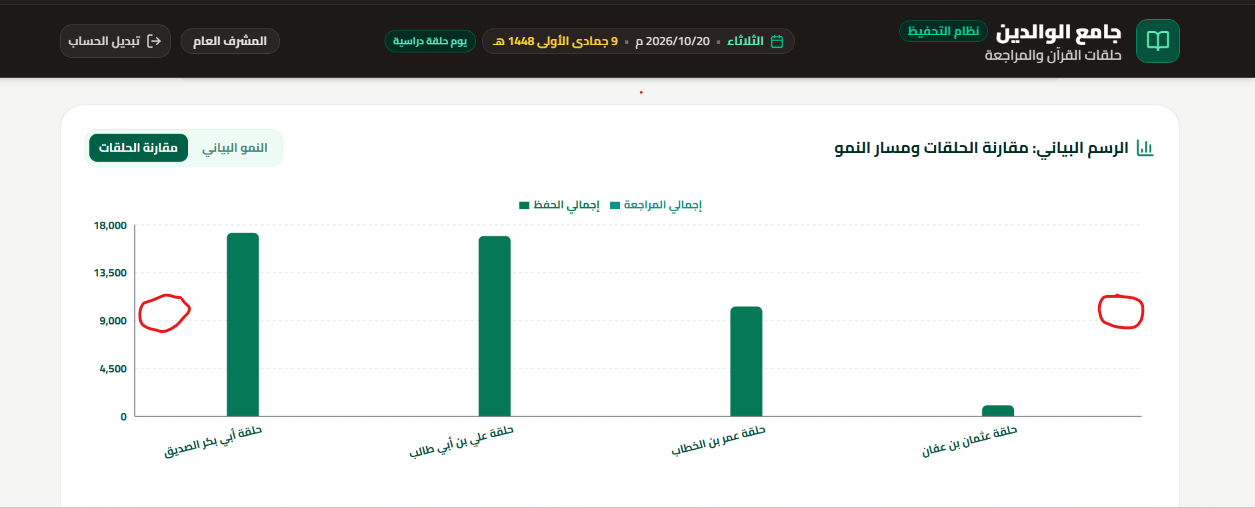 جامع الوالدين نظام التحفيظ
حلقات القرآن والمراجعة
الثلاثاء • 2026/10/20 م • 9 جمادى الأولى 1448 هـ
يوم حلقة دراسية
المشرف العام
تبديل الحساب
الرسم البياني: مقارنة الحلقات ومسار النمو
النمو البياني
مقارنة الحلقات
إجمالي المراجعة
إجمالي الحفظ
18,000
13,500
9,000
4,500
0
حلقة أبي بكر الصديق
حلقة علي بن أبي طالب
حلقة عمر بن الخطاب
حلقة عثمان بن عفان